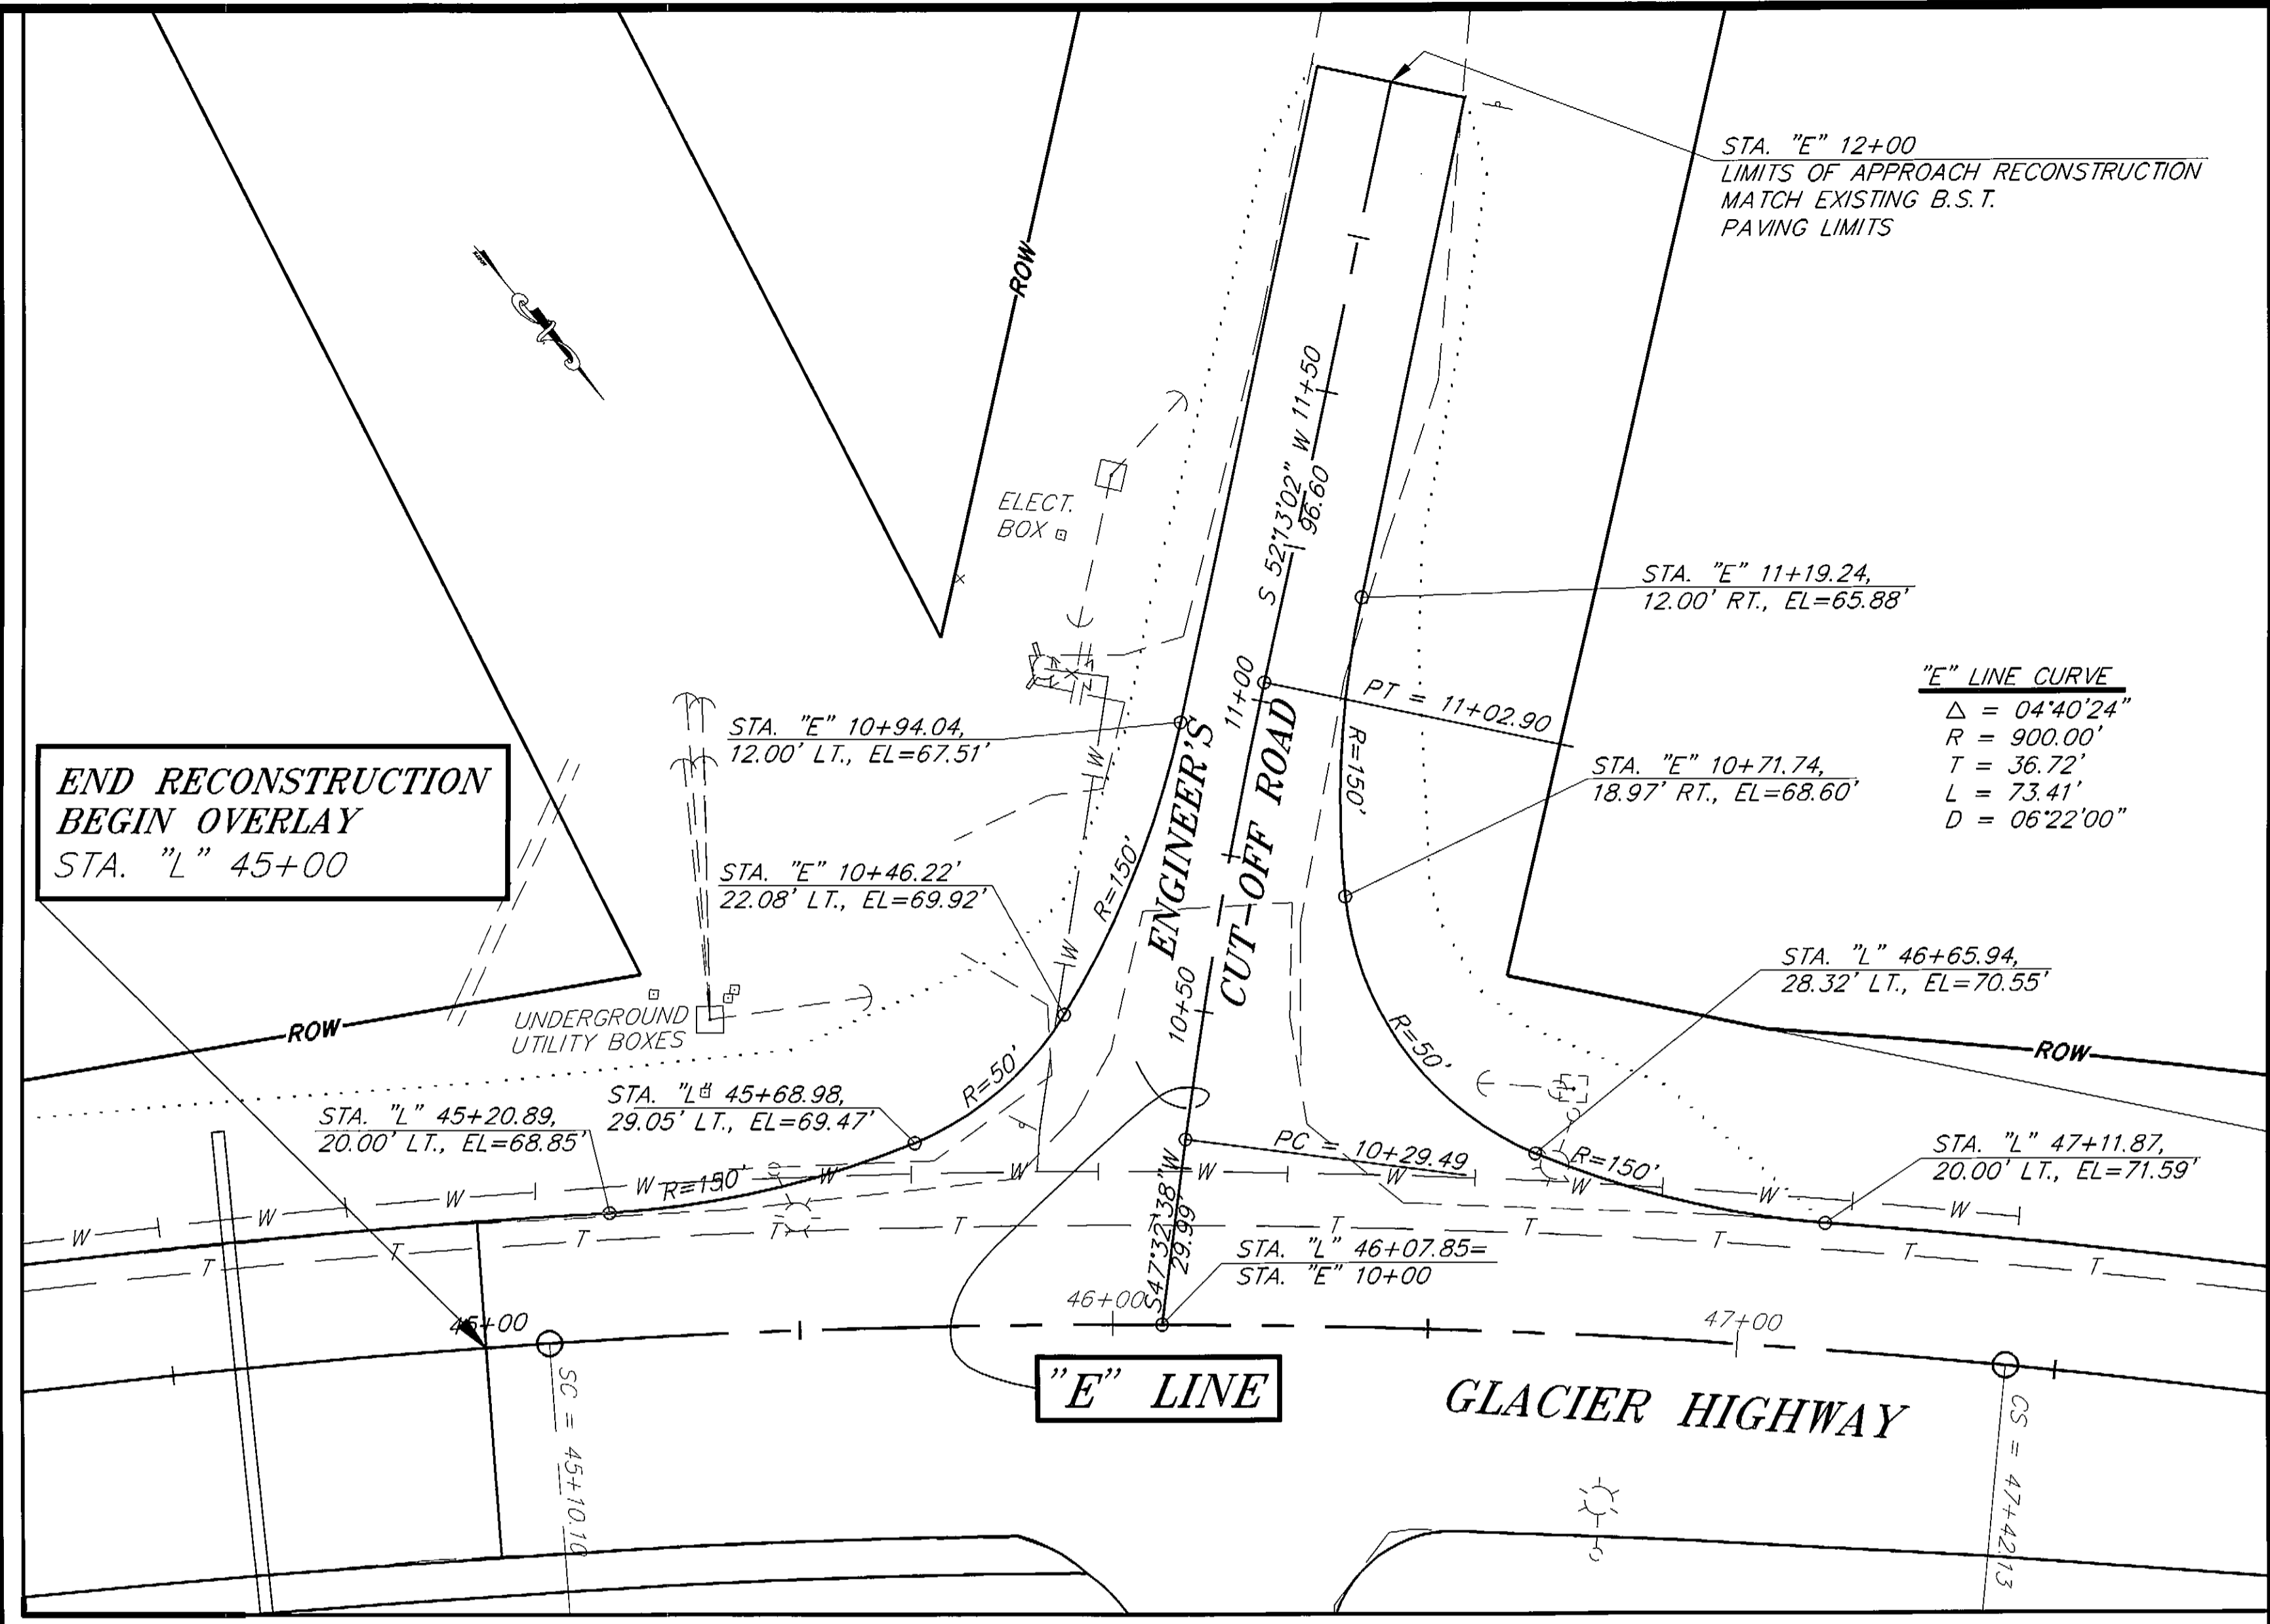 STA. "E" 12+00
LIMITS OF APPROACH RECONSTRUCTION
MATCH EXISTING B.S.T.
PAVING LIMITS
ROW
ELECT.
BOX
S 52°13'02" W
96.60
11+50
STA. "E" 11+19.24,
12.00' RT., EL=65.88'
"E" LINE CURVE
Δ = 04°40'24"
R = 900.00'
T = 36.72'
L = 73.41'
D = 06°22'00"
11+00
PT = 11+02.90
STA. "E" 10+94.04,
12.00' LT., EL=67.51'
R=150'
STA. "E" 10+71.74,
18.97' RT., EL=68.60'
END RECONSTRUCTION
BEGIN OVERLAY
STA. "L" 45+00
W
STA. "E" 10+46.22'
22.08' LT., EL=69.92'
R=150'
W
ENGINEER'S
CUT-OFF ROAD
STA. "L" 46+65.94,
28.32' LT., EL=70.55'
10+50
UNDERGROUND
UTILITY BOXES
ROW
ROW
R=50'
R=50'
STA. "L" 45+68.98,
29.05' LT., EL=69.47'
STA. "L" 45+20.89,
20.00' LT., EL=68.85'
PC = 10+29.49
STA. "L" 47+11.87,
20.00' LT., EL=71.59'
R=150'
R=150'
W W W W W W W W W W W
T T T T T T T T T T
S47°32'38"W
29.99'
STA. "L" 46+07.85=
STA. "E" 10+00
45+00
46+00
47+00
"E" LINE
GLACIER HIGHWAY
SC = 45+10.16
CS = 47+42.13